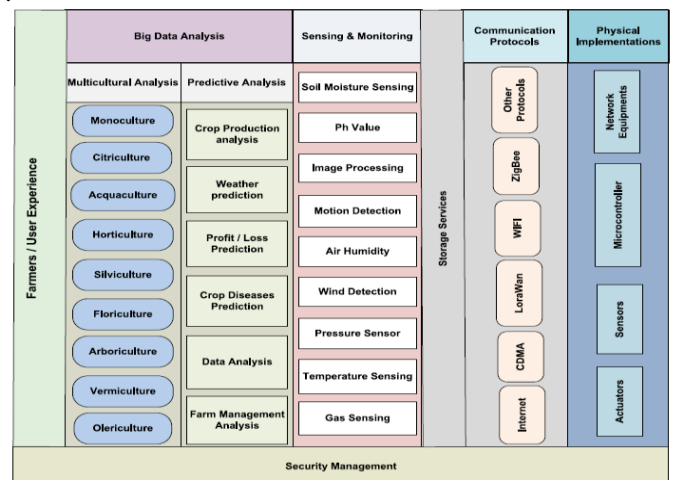 Big Data Analysis
Sensing & Monitoring
Communication
Protocols
Physical
Implementations
Farmers / User Experience
Multicultural Analysis
Monoculture
Citriculture
Acquaculture
Horticulture
Silviculture
Floriculture
Arboriculture
Vermiculture
Olericulture
Predictive Analysis
Crop Production
analysis
Weather
prediction
Profit / Loss
Prediction
Crop Diseases
Prediction
Data Analysis
Farm Management
Analysis
Soil Moisture Sensing
Ph Value
Image Processing
Motion Detection
Air Humidity
Wind Detection
Pressure Sensor
Temperature Sensing
Gas Sensing
Storage Services
Other
Protocols
ZigBee
WIFI
LoraWan
CDMA
Internet
Network
Equipments
Microcontroller
Sensors
Actuators
Security Management